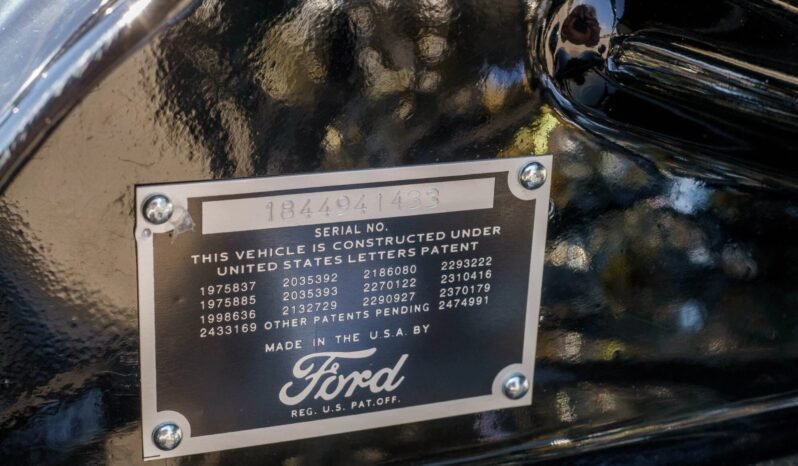 1844941433
SERIAL NO.
THIS VEHICLE IS CONSTRUCTED UNDER
UNITED STATES LETTERS PATENT
1975837 2035392 2186080 2293222
1975885 2035393 2270122 2310416
1998636 2132729 2290927 2370179
2433169 OTHER PATENTS PENDING 2474991
MADE IN THE U.S.A. BY
Ford
REG. U.S. PAT. OFF.